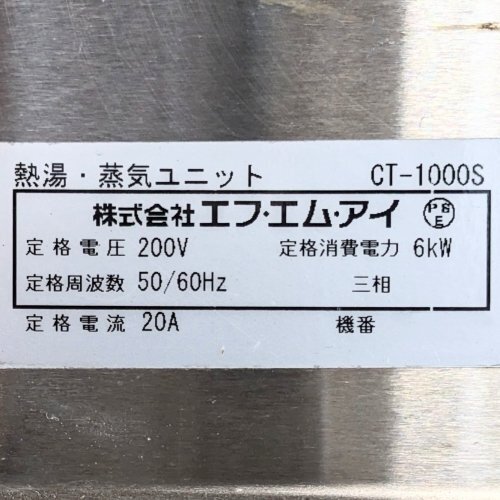 熱湯・蒸気ユニット CT-1000S
株式会社エフ・エム・アイ PSE
定格電圧 200V 定格消費電力 6kW
定格周波数 50/60Hz 三相
定格電流 20A 機番